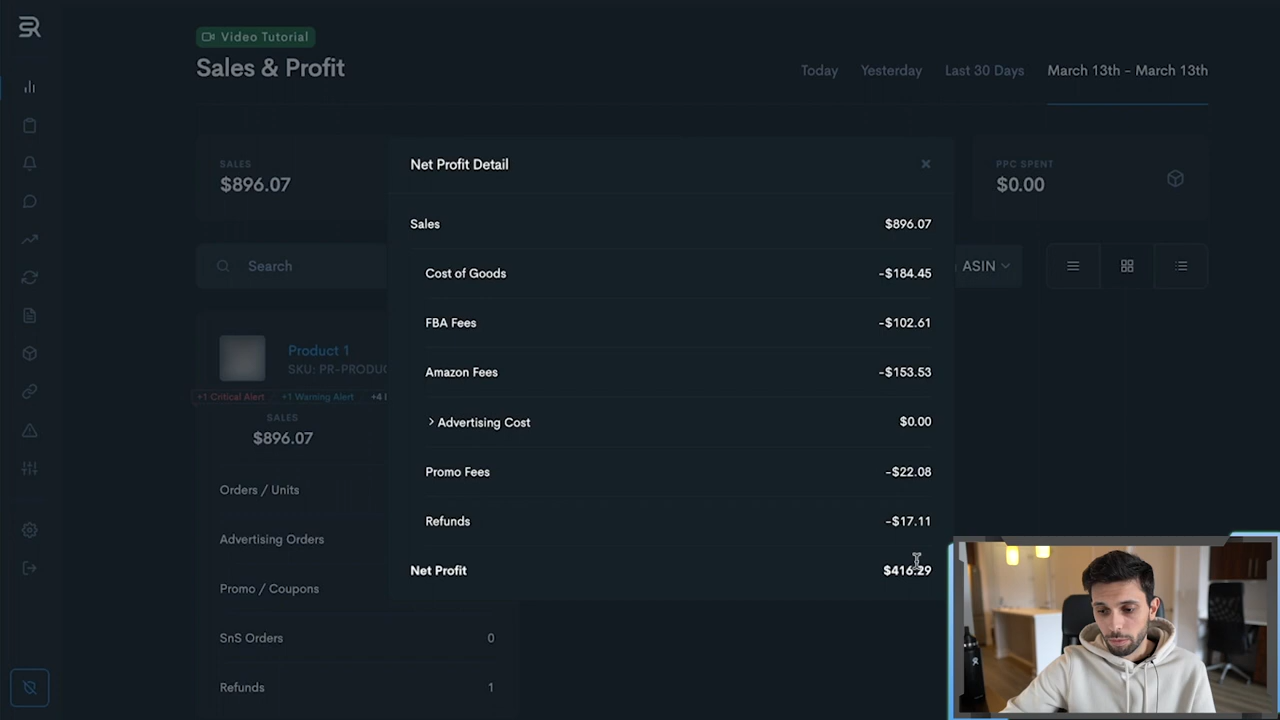 Video Tutorial
Sales & Profit
Today Yesterday Last 30 Days March 13th - March 13th
SALES
$896.07
PPC SPENT
$0.00
Search
ASIN
Net Profit Detail
Sales $896.07
Cost of Goods -$184.45
FBA Fees -$102.61
Amazon Fees -$153.53
Advertising Cost $0.00
Promo Fees -$22.08
Refunds -$17.11
Net Profit $416.29
Product 1
SKU: PR-PRODUC
+1 Critical Alert +1 Warning Alert +4
SALES
$896.07
Orders / Units
Advertising Orders
Promo / Coupons
SnS Orders 0
Refunds 1